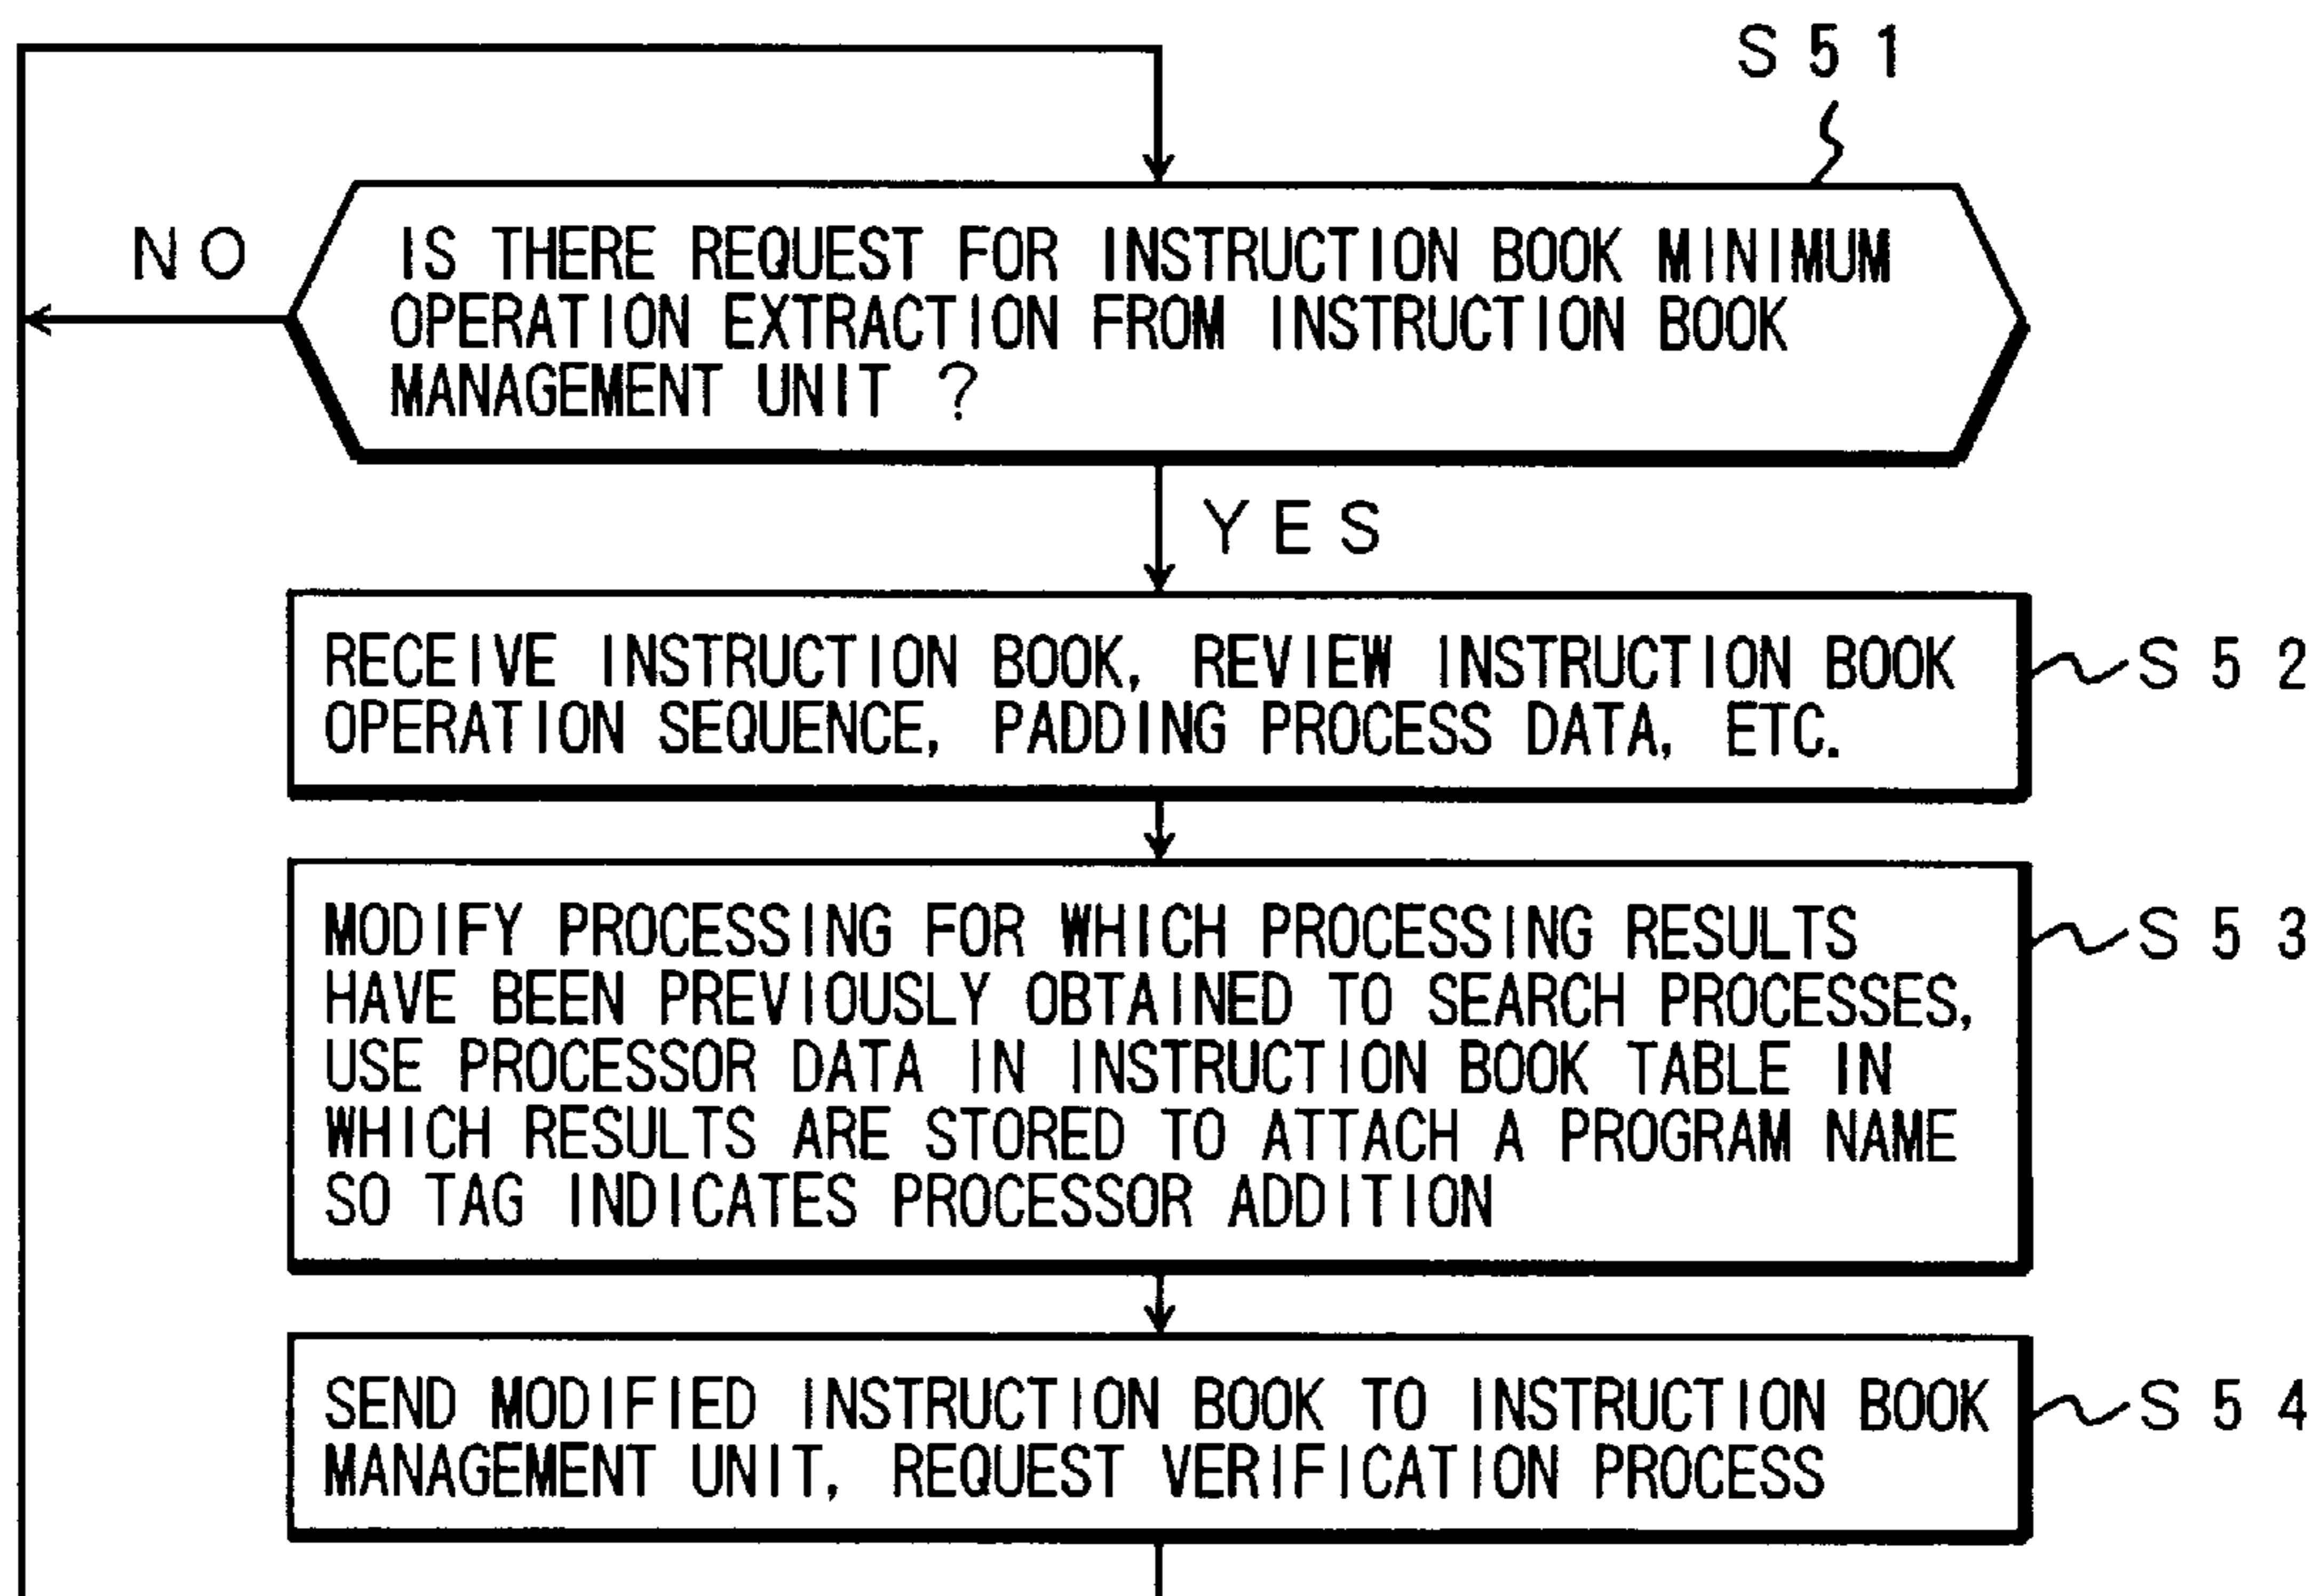 S51
NO
IS THERE REQUEST FOR INSTRUCTION BOOK MINIMUM
OPERATION EXTRACTION FROM INSTRUCTION BOOK
MANAGEMENT UNIT ?
YES
RECEIVE INSTRUCTION BOOK, REVIEW INSTRUCTION BOOK
OPERATION SEQUENCE, PADDING PROCESS DATA, ETC.
S52
MODIFY PROCESSING FOR WHICH PROCESSING RESULTS
HAVE BEEN PREVIOUSLY OBTAINED TO SEARCH PROCESSES,
USE PROCESSOR DATA IN INSTRUCTION BOOK TABLE IN
WHICH RESULTS ARE STORED TO ATTACH A PROGRAM NAME
SO TAG INDICATES PROCESSOR ADDITION
S53
SEND MODIFIED INSTRUCTION BOOK TO INSTRUCTION BOOK
MANAGEMENT UNIT, REQUEST VERIFICATION PROCESS
S54